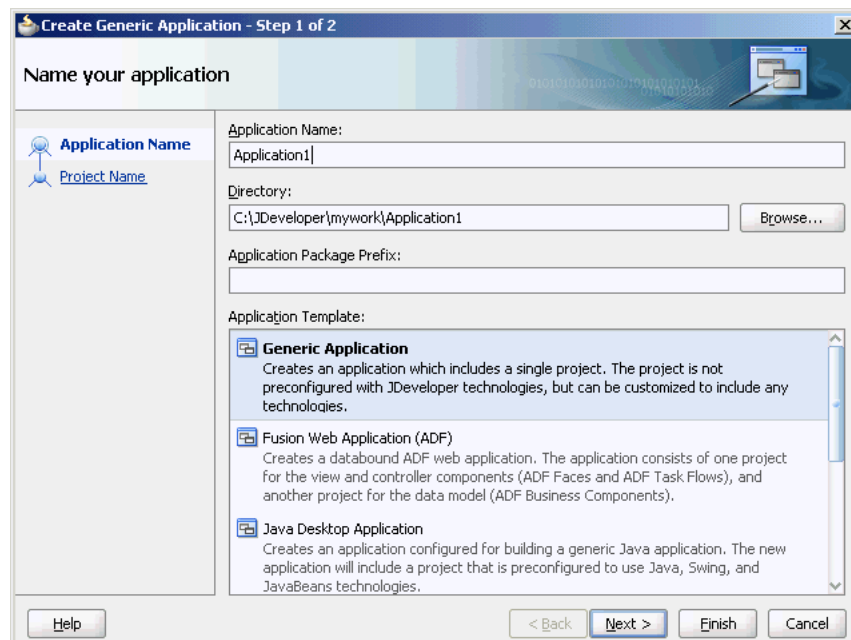 Create Generic Application - Step 1 of 2
Name your application
01010101010101010101010101
0101010101010
Application Name
Project Name
Application Name:
Application1
Directory:
C:\JDeveloper\mywork\Application1
Browse...
Application Package Prefix:
Application Template:
Generic Application
Creates an application which includes a single project. The project is not
preconfigured with JDeveloper technologies, but can be customized to include any
technologies.
Fusion Web Application (ADF)
Creates a databound ADF web application. The application consists of one project
for the view and controller components (ADF Faces and ADF Task Flows), and
another project for the data model (ADF Business Components).
Java Desktop Application
Creates an application configured for building a generic Java application. The new
application will include a project that is preconfigured to use Java, Swing, and
JavaBeans technologies.
Help
< Back
Next >
Finish
Cancel